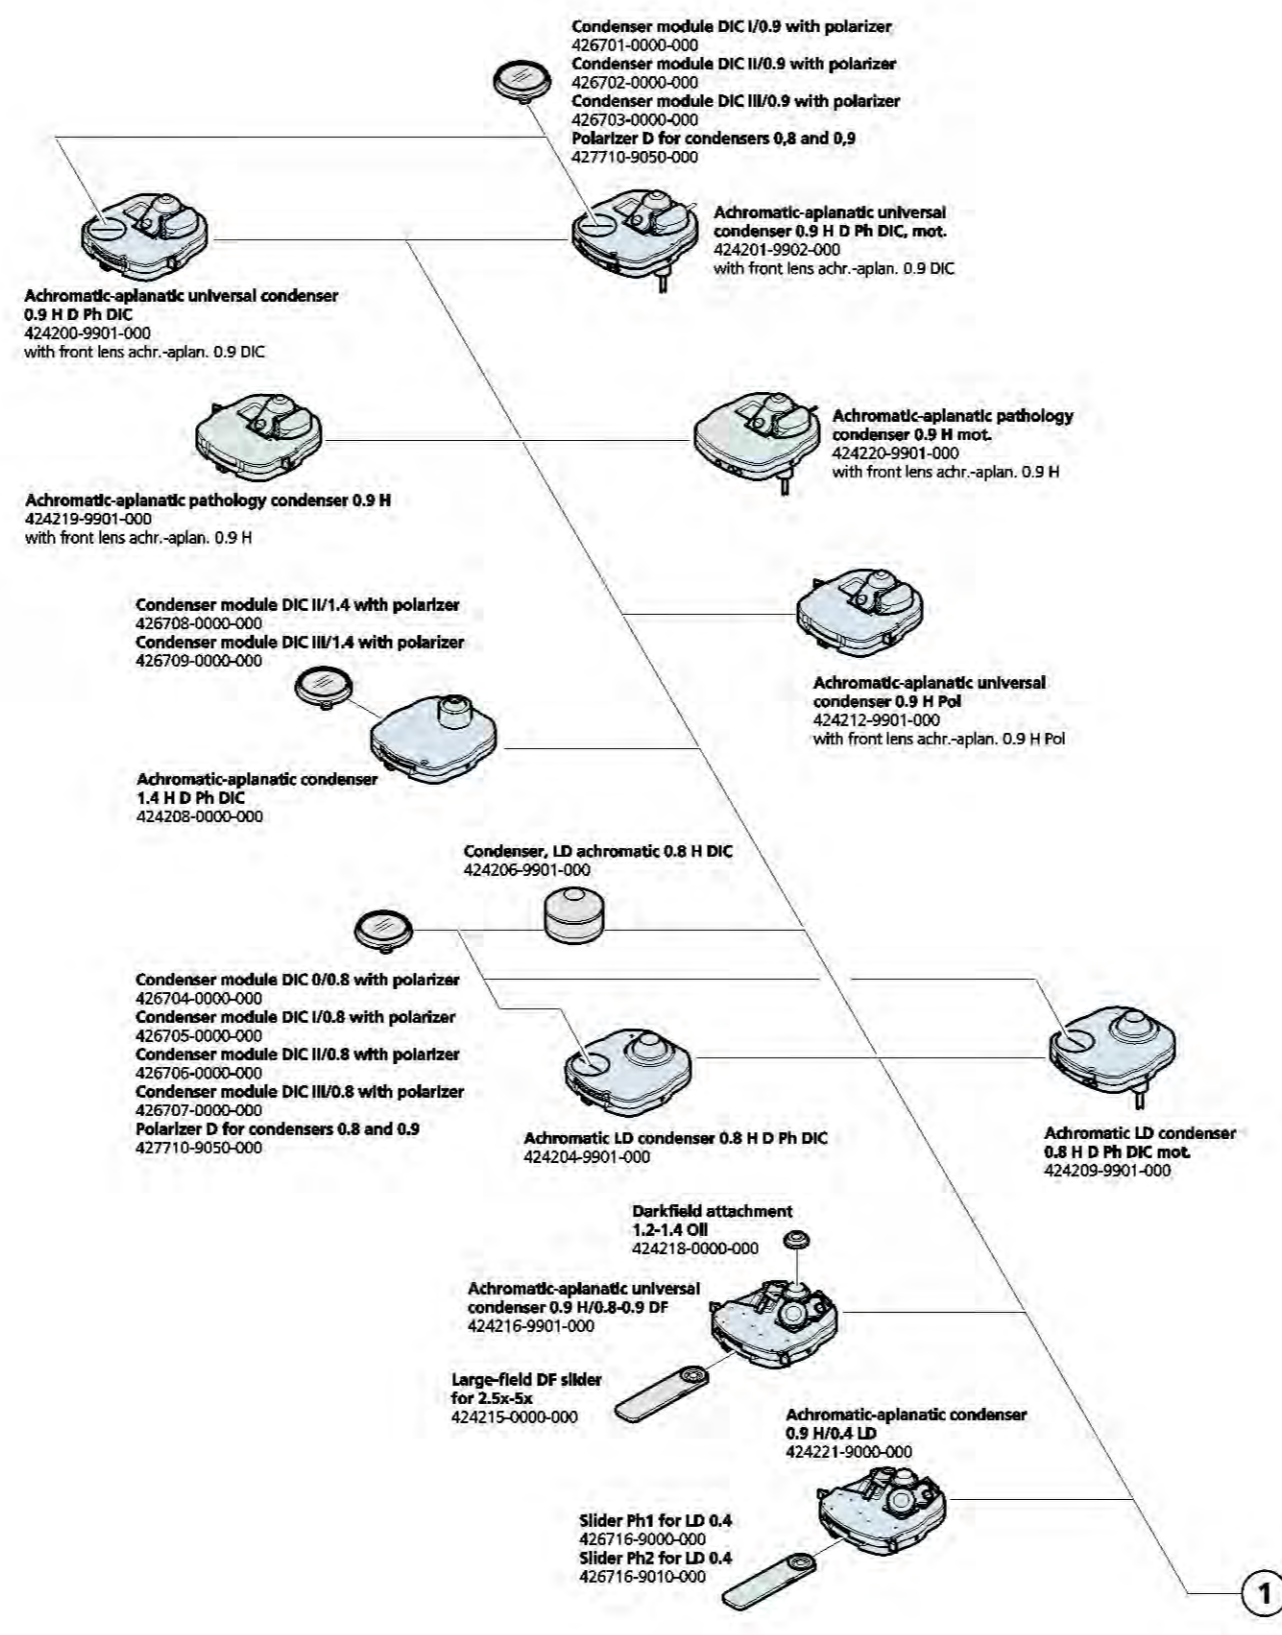 Condenser module DIC I/0.9 with polarizer
426701-0000-000
Condenser module DIC II/0.9 with polarizer
426702-0000-000
Condenser module DIC III/0.9 with polarizer
426703-0000-000
Polarizer D for condensers 0,8 and 0,9
427710-9050-000
Achromatic-aplanatic universal
condenser 0.9 H D Ph DIC, mot.
424201-9902-000
with front lens achr.-aplan. 0.9 DIC
Achromatic-aplanatic universal condenser
0.9 H D Ph DIC
424200-9901-000
with front lens achr.-aplan. 0.9 DIC
Achromatic-aplanatic pathology
condenser 0.9 H mot.
424220-9901-000
with front lens achr.-aplan. 0.9 H
Achromatic-aplanatic pathology condenser 0.9 H
424219-9901-000
with front lens achr.-aplan. 0.9 H
Condenser module DIC II/1.4 with polarizer
426708-0000-000
Condenser module DIC III/1.4 with polarizer
426709-0000-000
Achromatic-aplanatic universal
condenser 0.9 H Pol
424212-9901-000
with front lens achr.-aplan. 0.9 H Pol
Achromatic-aplanatic condenser
1.4 H D Ph DIC
424208-0000-000
Condenser, LD achromatic 0.8 H DIC
424206-9901-000
Condenser module DIC 0/0.8 with polarizer
426704-0000-000
Condenser module DIC I/0.8 with polarizer
426705-0000-000
Condenser module DIC II/0.8 with polarizer
426706-0000-000
Condenser module DIC III/0.8 with polarizer
426707-0000-000
Polarizer D for condensers 0.8 and 0.9
427710-9050-000
Achromatic LD condenser 0.8 H D Ph DIC
424204-9901-000
Achromatic LD condenser
0.8 H D Ph DIC mot.
424209-9901-000
Darkfield attachment
1.2-1.4 Oil
424218-0000-000
Achromatic-aplanatic universal
condenser 0.9 H/0.8-0.9 DF
424216-9901-000
Large-field DF slider
for 2.5x-5x
424215-0000-000
Achromatic-aplanatic condenser
0.9 H/0.4 LD
424221-9000-000
Slider Ph1 for LD 0.4
426716-9000-000
Slider Ph2 for LD 0.4
426716-9010-000
1